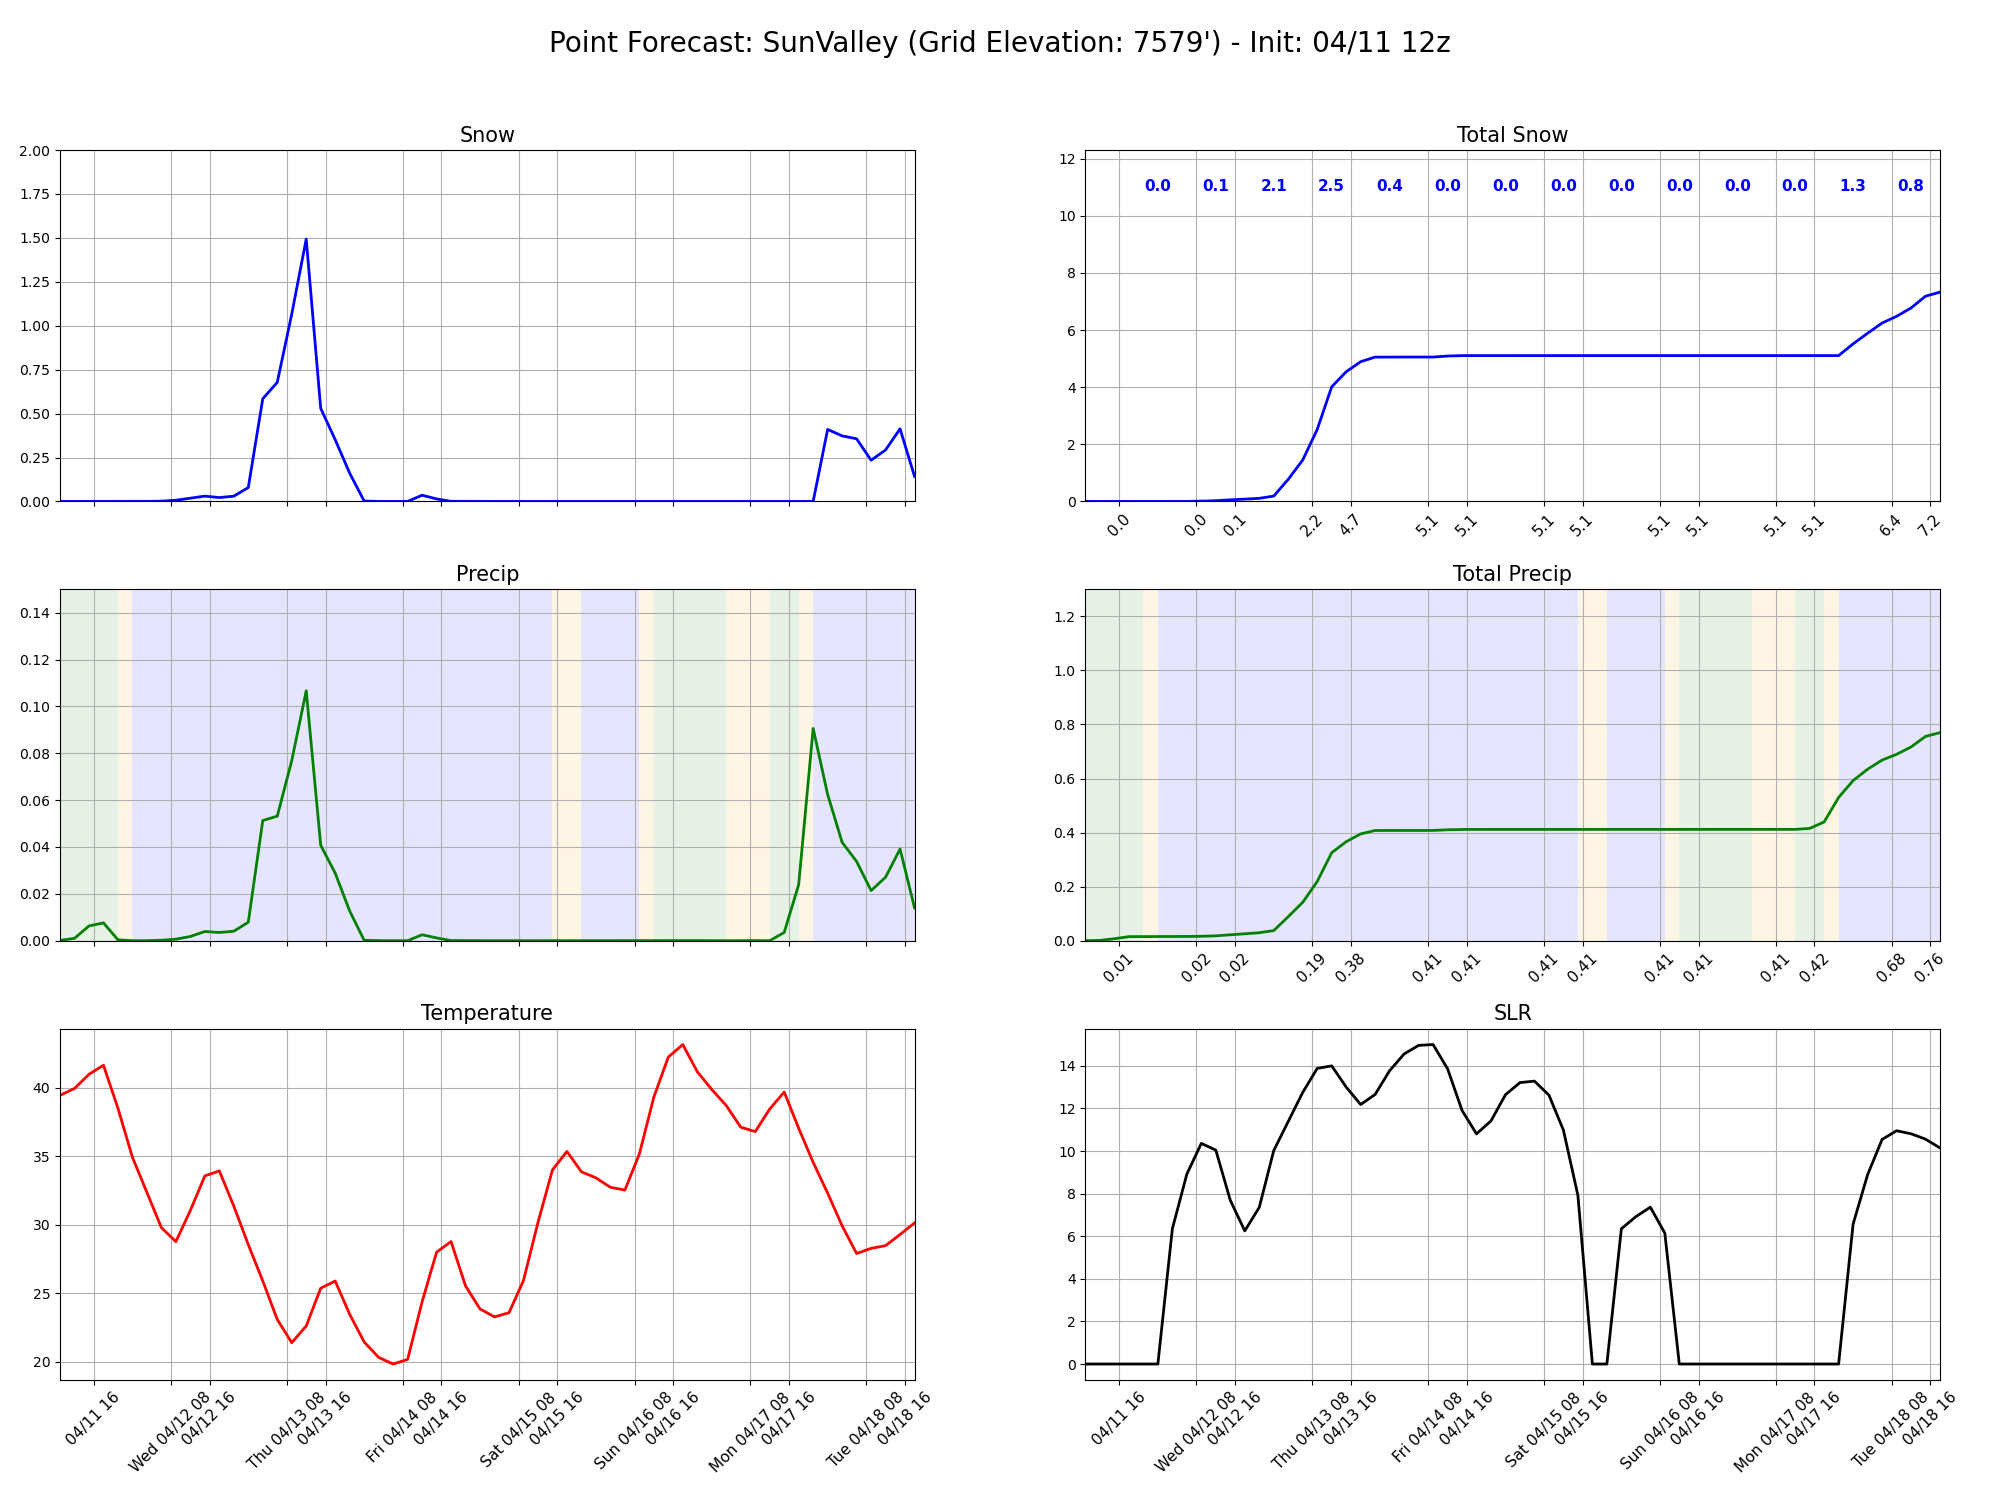 Point Forecast: SunValley (Grid Elevation: 7579') - Init: 04/11 12z
Snow
2.00
1.75
1.50
1.25
1.00
0.75
0.50
0.25
0.00
Total Snow
12
10
8
6
4
2
0
0.0 0.1 2.1 2.5 0.4 0.0 0.0 0.0 0.0 0.0 0.0 0.0 1.3 0.8
0.0 0.0 0.1 2.2 4.7 5.1 5.1 5.1 5.1 5.1 5.1 5.1 5.1 6.4 7.2
Precip
0.14
0.12
0.10
0.08
0.06
0.04
0.02
0.00
Total Precip
1.2
1.0
0.8
0.6
0.4
0.2
0.0
0.01 0.02 0.02 0.19 0.38 0.41 0.41 0.41 0.41 0.41 0.41 0.41 0.42 0.68 0.76
Temperature
40
35
30
25
20
04/11 16
Wed 04/12 08
04/12 16
Thu 04/13 08
04/13 16
Fri 04/14 08
04/14 16
Sat 04/15 08
04/15 16
Sun 04/16 08
04/16 16
Mon 04/17 08
04/17 16
Tue 04/18 08
04/18 16
SLR
14
12
10
8
6
4
2
0
04/11 16
Wed 04/12 08
04/12 16
Thu 04/13 08
04/13 16
Fri 04/14 08
04/14 16
Sat 04/15 08
04/15 16
Sun 04/16 08
04/16 16
Mon 04/17 08
04/17 16
Tue 04/18 08
04/18 16